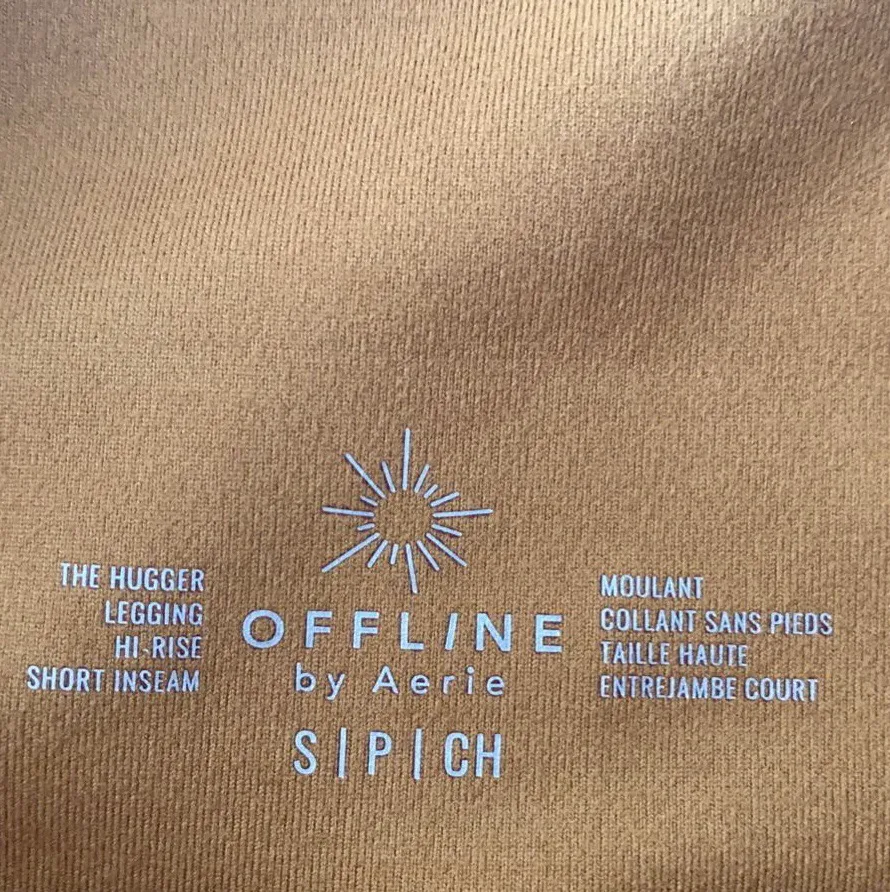 THE HUGGER
LEGGING
HI-RISE
SHORT INSEAM
OFFLINE
by Aerie
S|P|CH
MOULANT
COLLANT SANS PIEDS
TAILLE HAUTE
ENTREJAMBE COURT